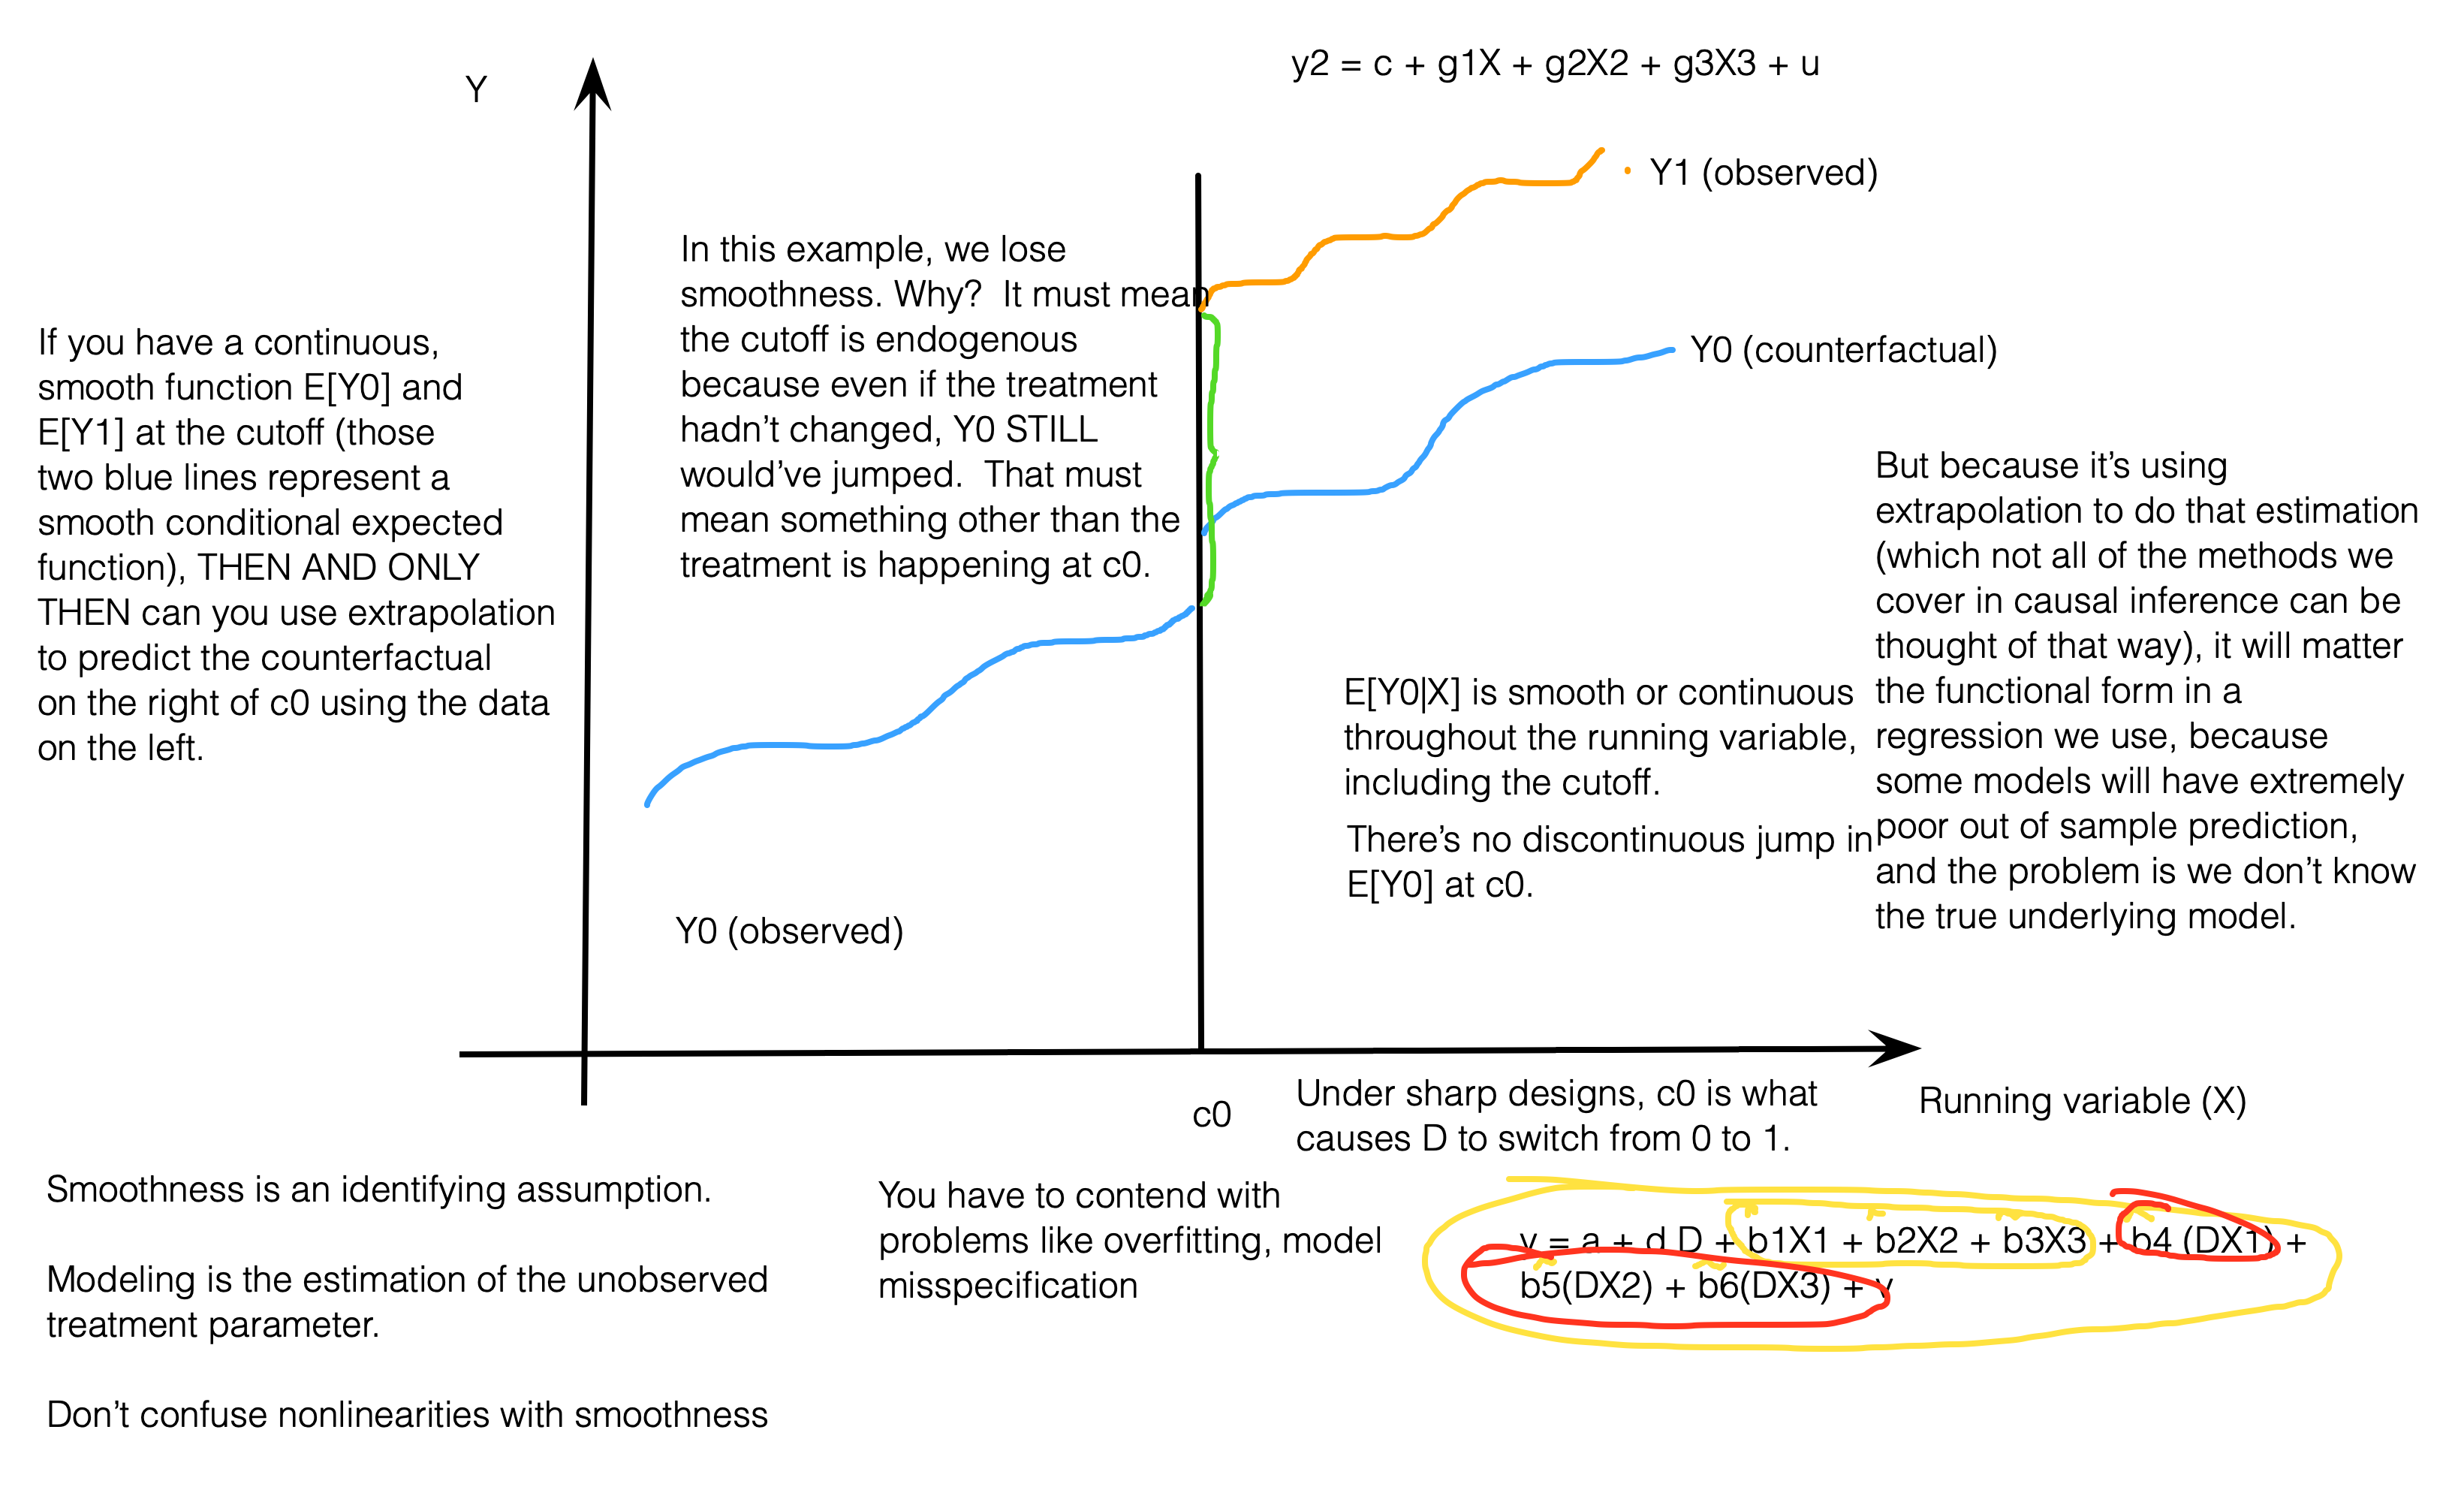 y2 = c + g1X + g2X2 + g3X3 + u
Y
Y1 (observed)
In this example, we lose
smoothness. Why?  It must mean
the cutoff is endogenous
because even if the treatment
hadn't changed, Y0 STILL
would've jumped.  That must
mean something other than the
treatment is happening at c0.
If you have a continuous,
smooth function E[Y0] and
E[Y1] at the cutoff (those
two blue lines represent a
smooth conditional expected
function), THEN AND ONLY
THEN can you use extrapolation
to predict the counterfactual
on the right of c0 using the data
on the left.
Y0 (counterfactual)
But because it's using
extrapolation to do that estimation
(which not all of the methods we
cover in causal inference can be
thought of that way), it will matter
the functional form in a
regression we use, because
some models will have extremely
poor out of sample prediction,
and the problem is we don't know
the true underlying model.
E[Y0|X] is smooth or continuous
throughout the running variable,
including the cutoff.
There's no discontinuous jump in
E[Y0] at c0.
Y0 (observed)
c0
Under sharp designs, c0 is what
causes D to switch from 0 to 1.
Running variable (X)
Smoothness is an identifying assumption.
Modeling is the estimation of the unobserved
treatment parameter.
Don't confuse nonlinearities with smoothness
You have to contend with
problems like overfitting, model
misspecification
y = a + d D + b1X1 + b2X2 + b3X3 + b4 (DX1) +
b5(DX2) + b6(DX3) + v